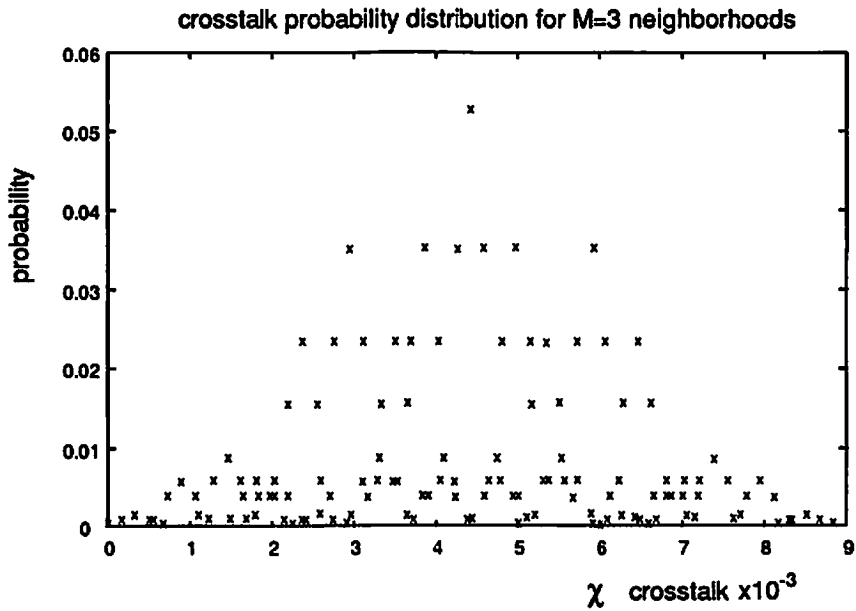 crosstalk probability distribution for M=3 neighborhoods
0.06
0.05
0.04
0.03
0.02
0.01
0
probability
0 1 2 3 4 5 6 7 8 9
χ crosstalk x10⁻³